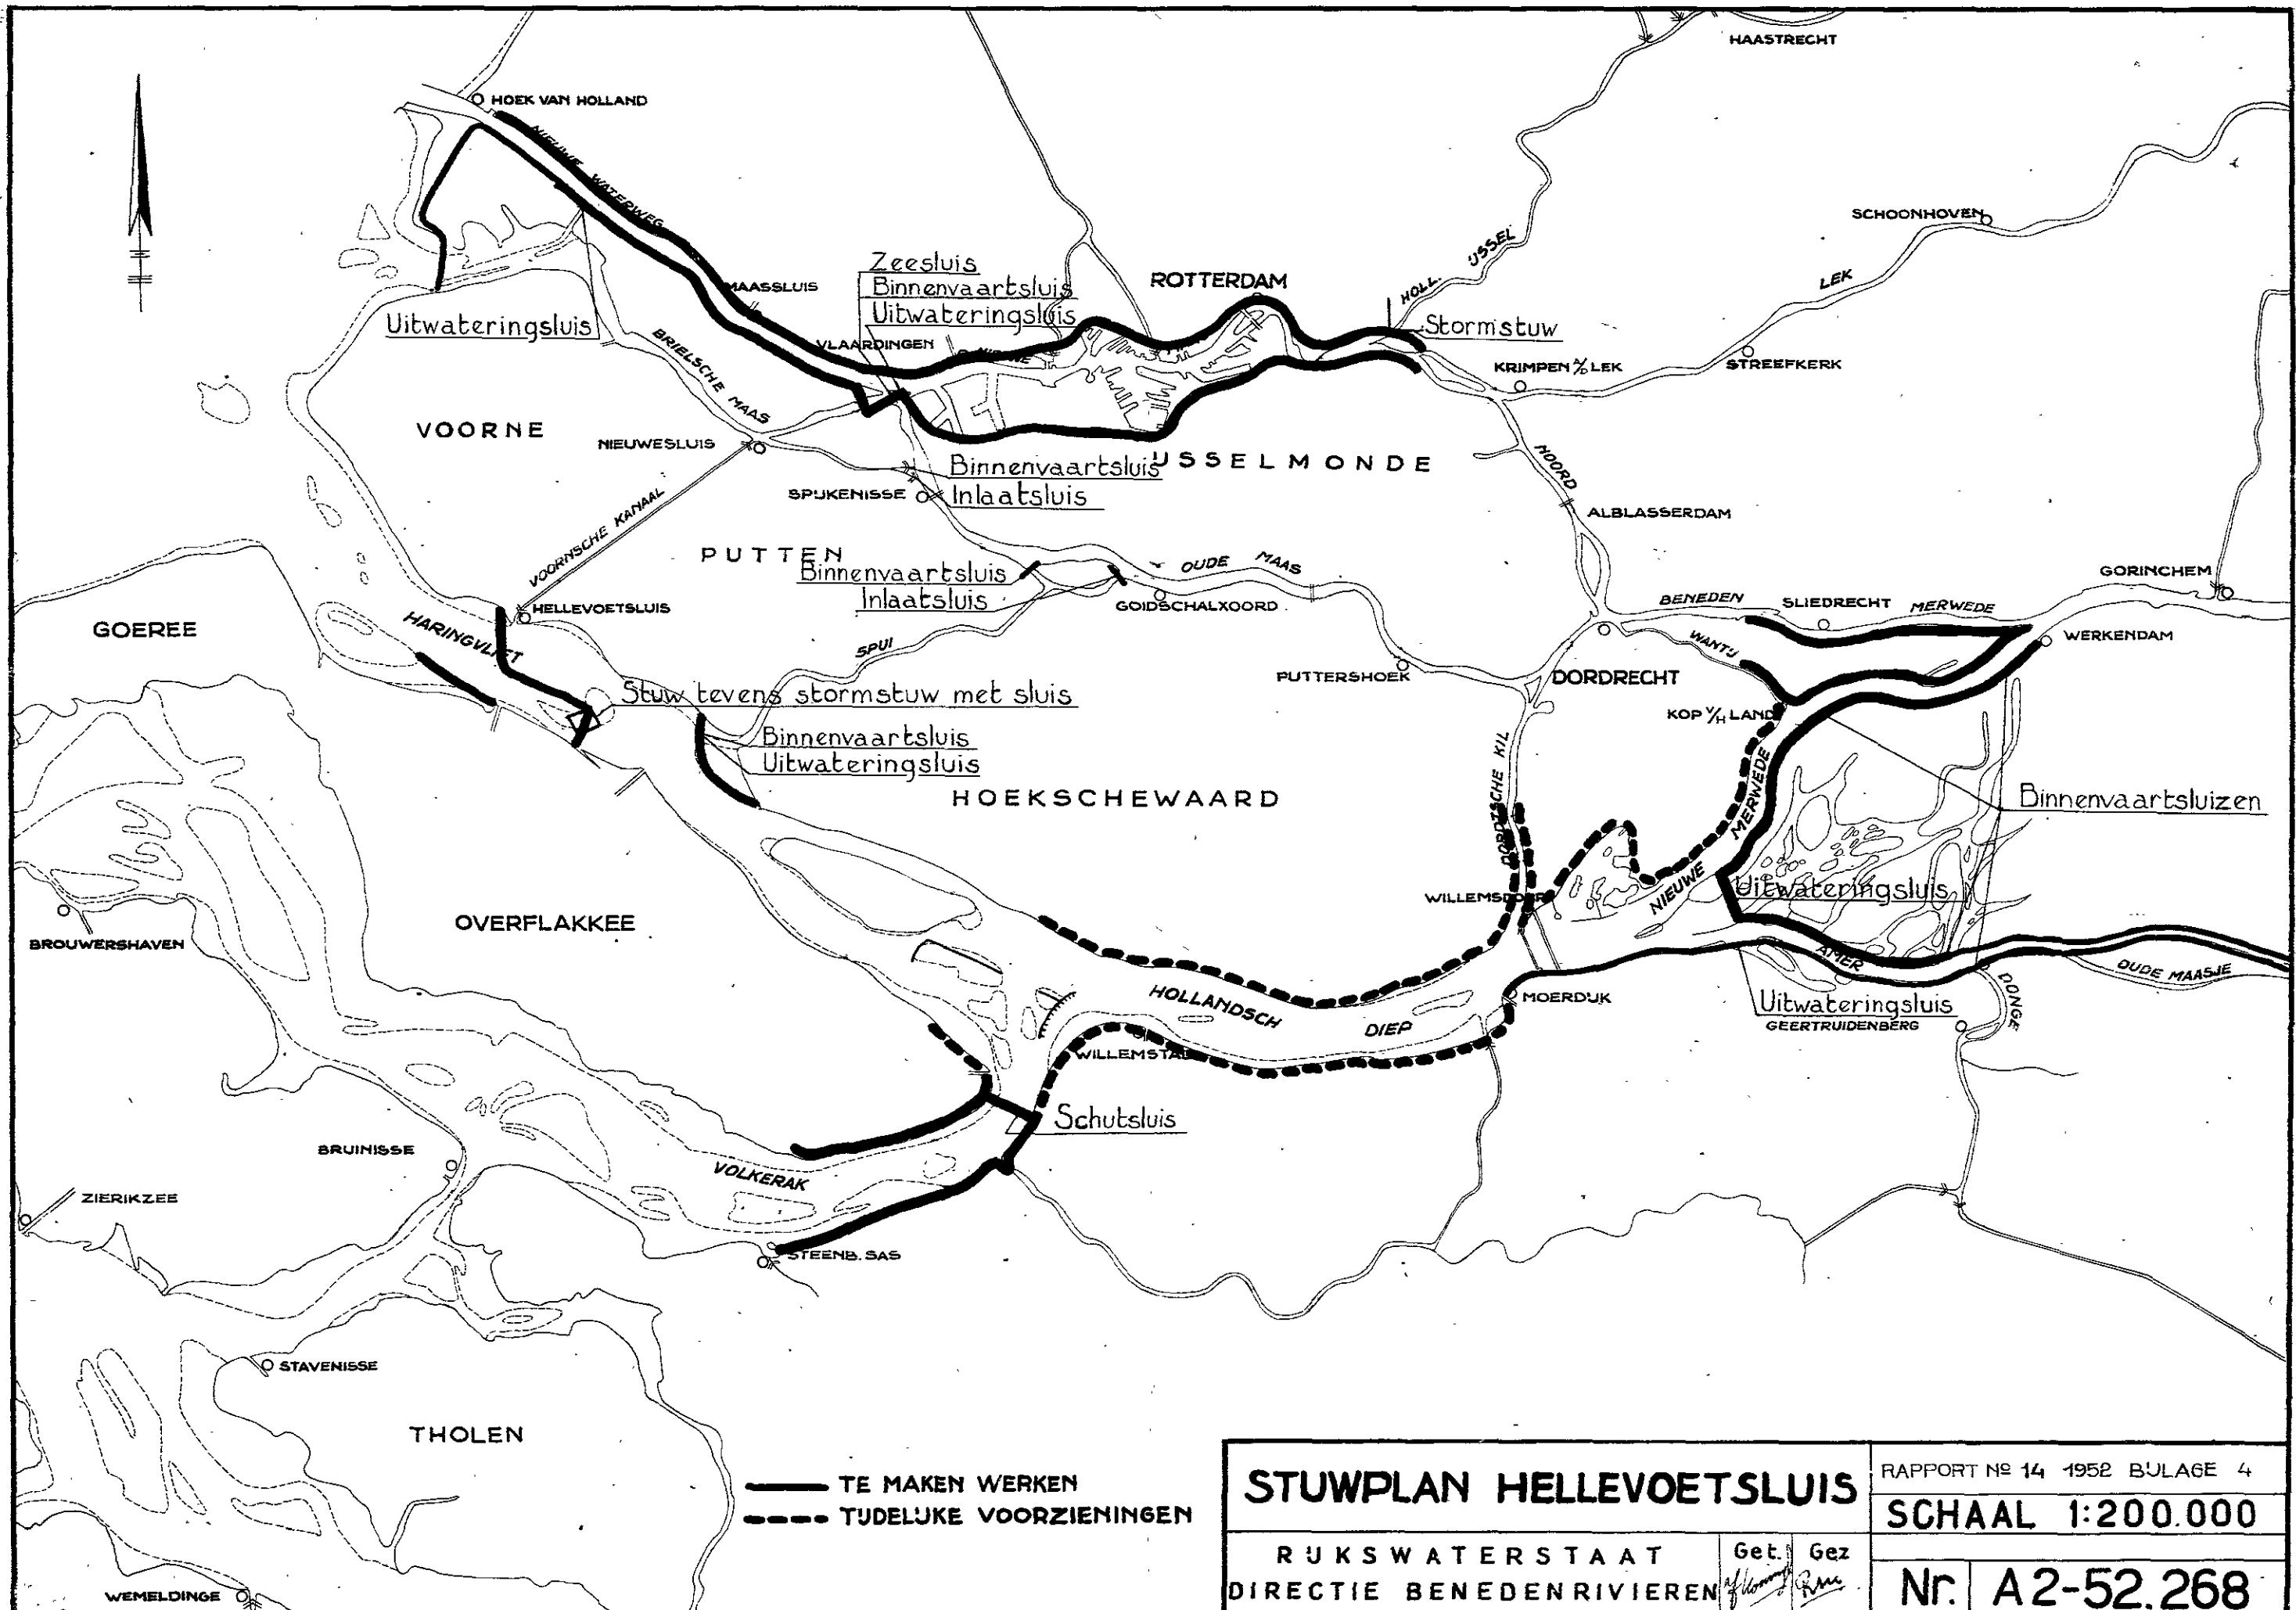 HAASTRECHT
HOEK VAN HOLLAND
NIEUWE WATERWEG
SCHOONHOVEN
HOLL. IJSSEL
LEK
Zeesluis
Binnenvaartsluis
Uitwateringsluis
ROTTERDAM
MAASSLUIS
Uitwateringsluis
Stormstuw
BRIELSCHE MAAS
VLAARDINGEN
NIEUWE
KRIMPEN A/D LEK
STREEFKERK
VOORNE
NIEUWESLUIS
Binnenvaartsluis
IJSSELMONDE
NOORD
SPIJKENISSE
Inlaatsluis
ALBLASSERDAM
VOORNSCHE KANAAL
PUTTEN
Binnenvaartsluis
OUDE MAAS
GORINCHEM
Inlaatsluis
GOIDSCHALXOORD
BENEDEN MERWEDE
SLIEDRECHT
HELLEVOETSLUIS
GOEREE
HARINGVLIET
WERKENDAM
SPUI
WANTIJ
PUTTERSHOEK
DORDRECHT
Stuw tevens stormstuw met sluis
KOP V/H LAND
Binnenvaartsluis
Uitwateringsluis
DORDTSCHE KIL
HOEKSCHEWAARD
NIEUWE MERWEDE
Binnenvaartsluizen
WILLEMSDORP
Uitwateringsluis
OVERFLAKKEE
BROUWERSHAVEN
AMER
OUDE MAASJE
HOLLANDSCH DIEP
MOERDIJK
Uitwateringsluis
GEERTRUIDENBERG
DONGE
WILLEMSTAD
Schutsluis
BRUINISSE
VOLKERAK
ZIERIKZEE
STEENB. SAS
STAVENISSE
THOLEN
WEMELDINGE
TE MAKEN WERKEN
TIJDELIJKE VOORZIENINGEN
STUWPLAN HELLEVOETSLUIS
RAPPORT Nº 14 1952 BIJLAGE 4
SCHAAL 1:200.000
RIJKSWATERSTAAT
DIRECTIE BENEDENRIVIEREN
Get. Gez
Nr. A2-52.268